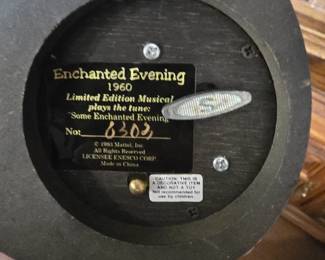 Enchanted Evening
1960
Limited Edition Musical
plays the tune:
"Some Enchanted Evening"
No: 6302
© 1995 Mattel, Inc
All Rights Reserved
LICENSEE ENESCO CORP.
Made in China
CAUTION: THIS IS
A DECORATIVE ITEM
AND NOT A TOY
Not recommended for
use by children.